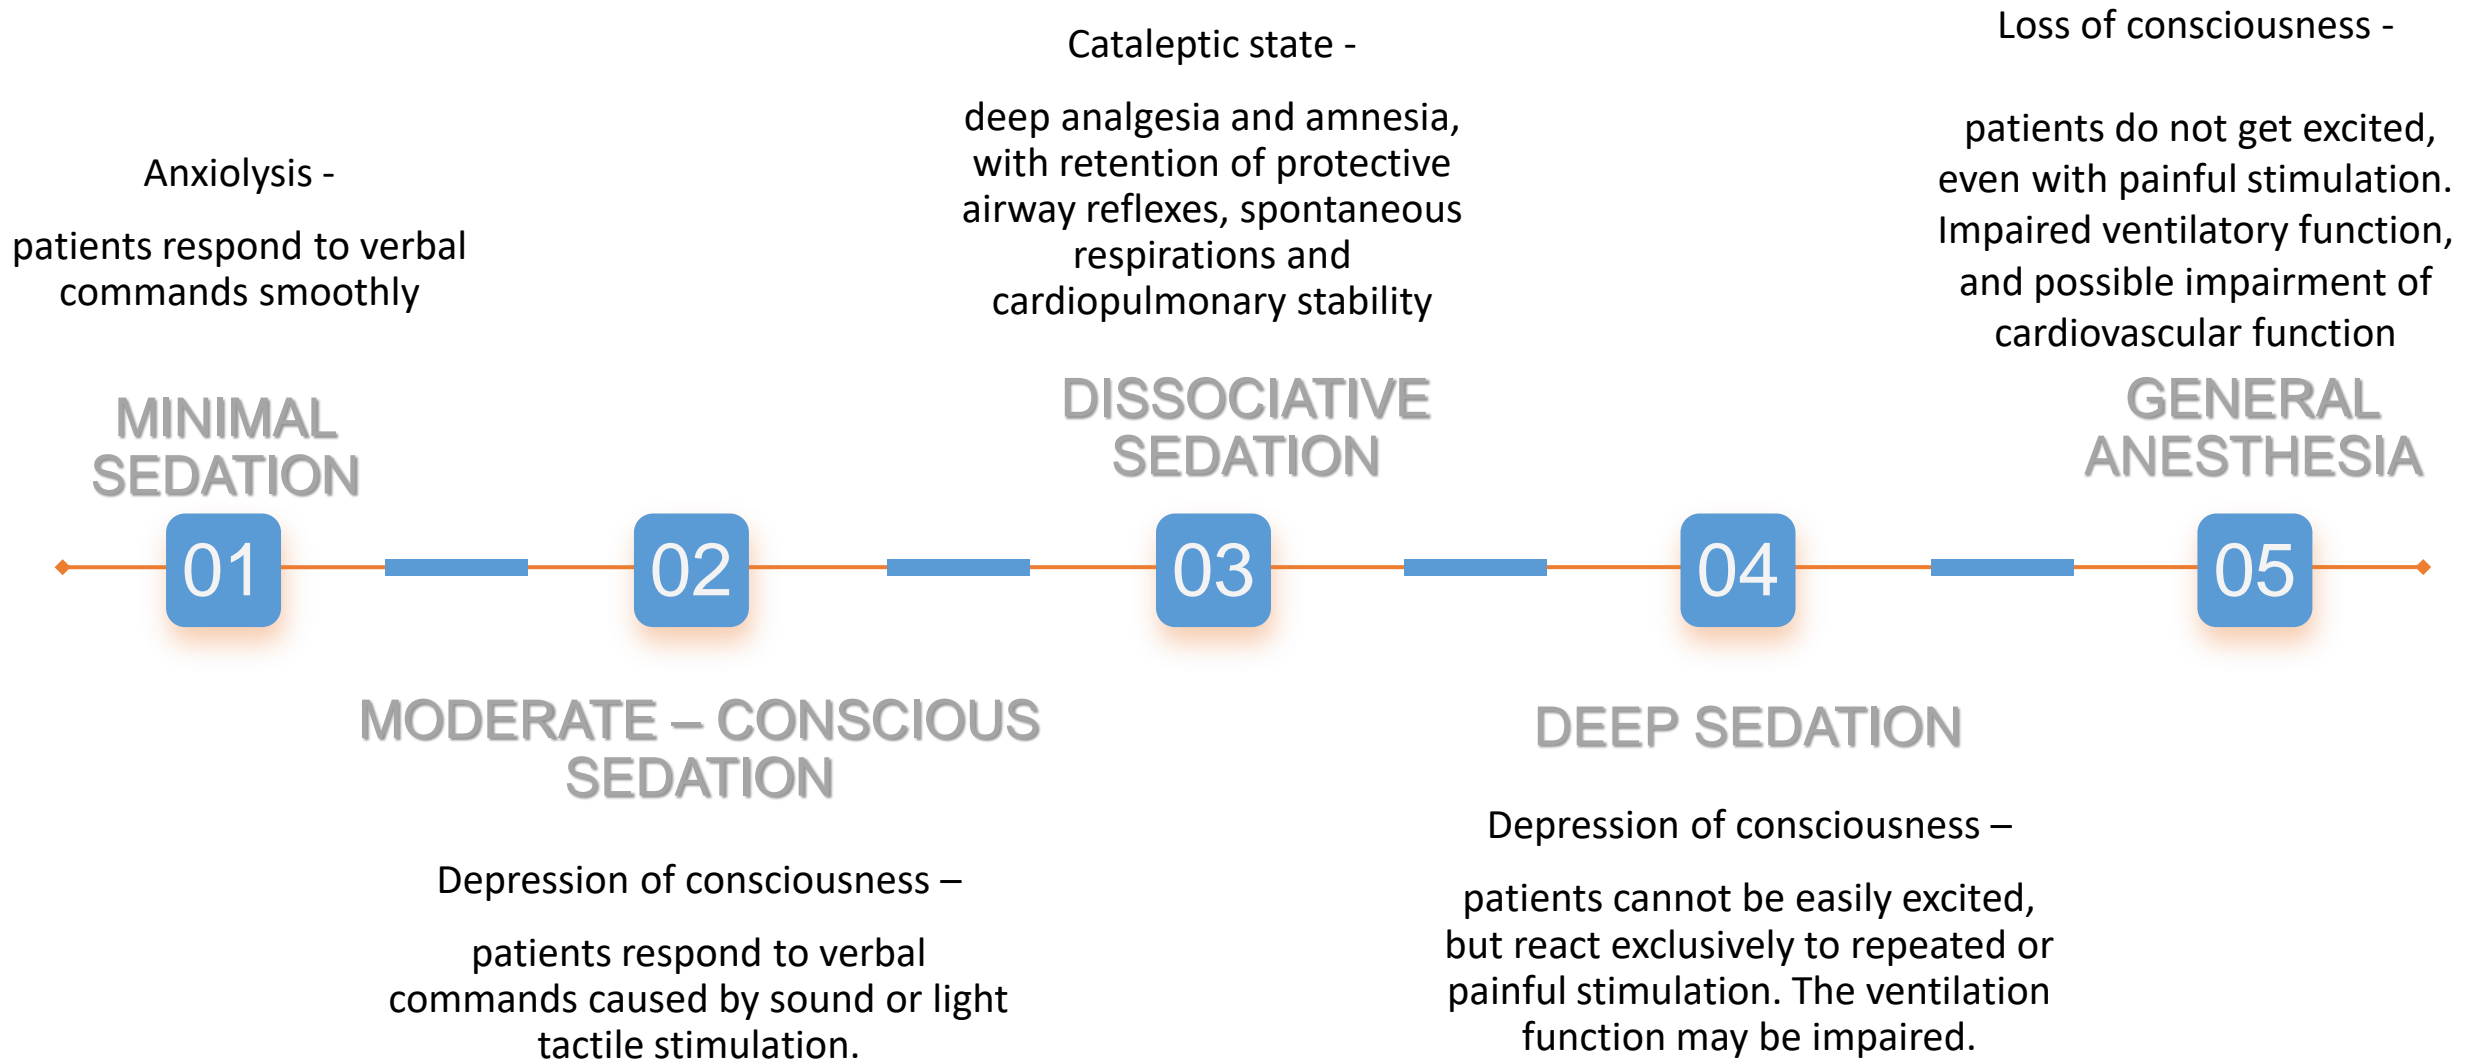 Anxiolysis -
patients respond to verbal
commands smoothly
MINIMAL
SEDATION
01
02
MODERATE – CONSCIOUS
SEDATION
Depression of consciousness –
patients respond to verbal
commands caused by sound or light
tactile stimulation.
Cataleptic state -
deep analgesia and amnesia,
with retention of protective
airway reflexes, spontaneous
respirations and
cardiopulmonary stability
DISSOCIATIVE
SEDATION
03
04
DEEP SEDATION
Depression of consciousness –
patients cannot be easily excited,
but react exclusively to repeated or
painful stimulation. The ventilation
function may be impaired.
Loss of consciousness -
patients do not get excited,
even with painful stimulation.
Impaired ventilatory function,
and possible impairment of
cardiovascular function
GENERAL
ANESTHESIA
05